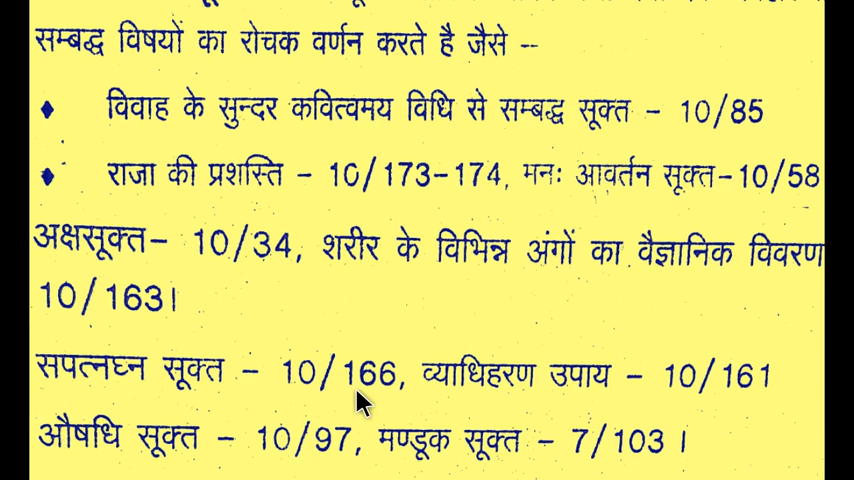 सम्बद्ध विषयों का रोचक वर्णन करते है जैसे –
♦ विवाह के सुन्दर कवित्वमय विधि से सम्बद्ध सूक्त – 10/85
♦ राजा की प्रशस्ति – 10/173–174, मनः आवर्तन सूक्त–10/58
अक्षसूक्त– 10/34, शरीर के विभिन्न अंगों का वैज्ञानिक विवरण
10/163।
सपत्नघ्न सूक्त – 10/166, व्याधिहरण उपाय – 10/161
औषधि सूक्त – 10/97, मण्डूक सूक्त – 7/103 ।